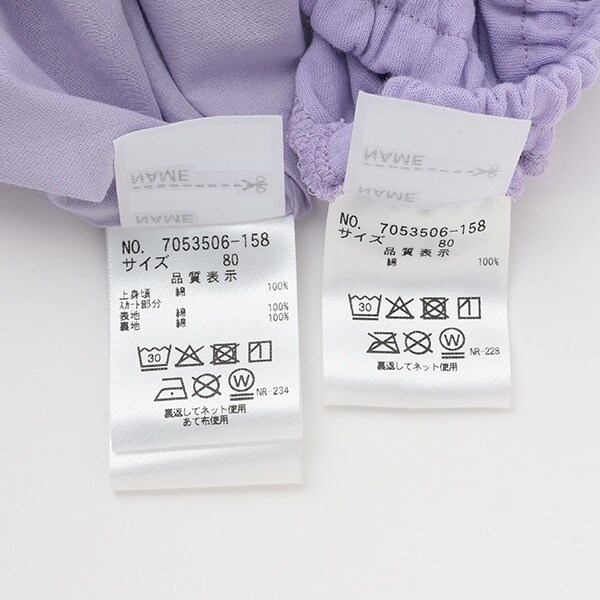 NAME
NAME
NO. 7053506-158
サイズ 80
品質表示
上身頃 綿 100%
スカート部分
表地 綿 100%
裏地 綿 100%
30
NR-234
W
裏返してネット使用
あて布使用
NAME
NAME
NO. 7053506-158
サイズ 80
品質表示
綿 100%
30
W
NR-228
裏返してネット使用